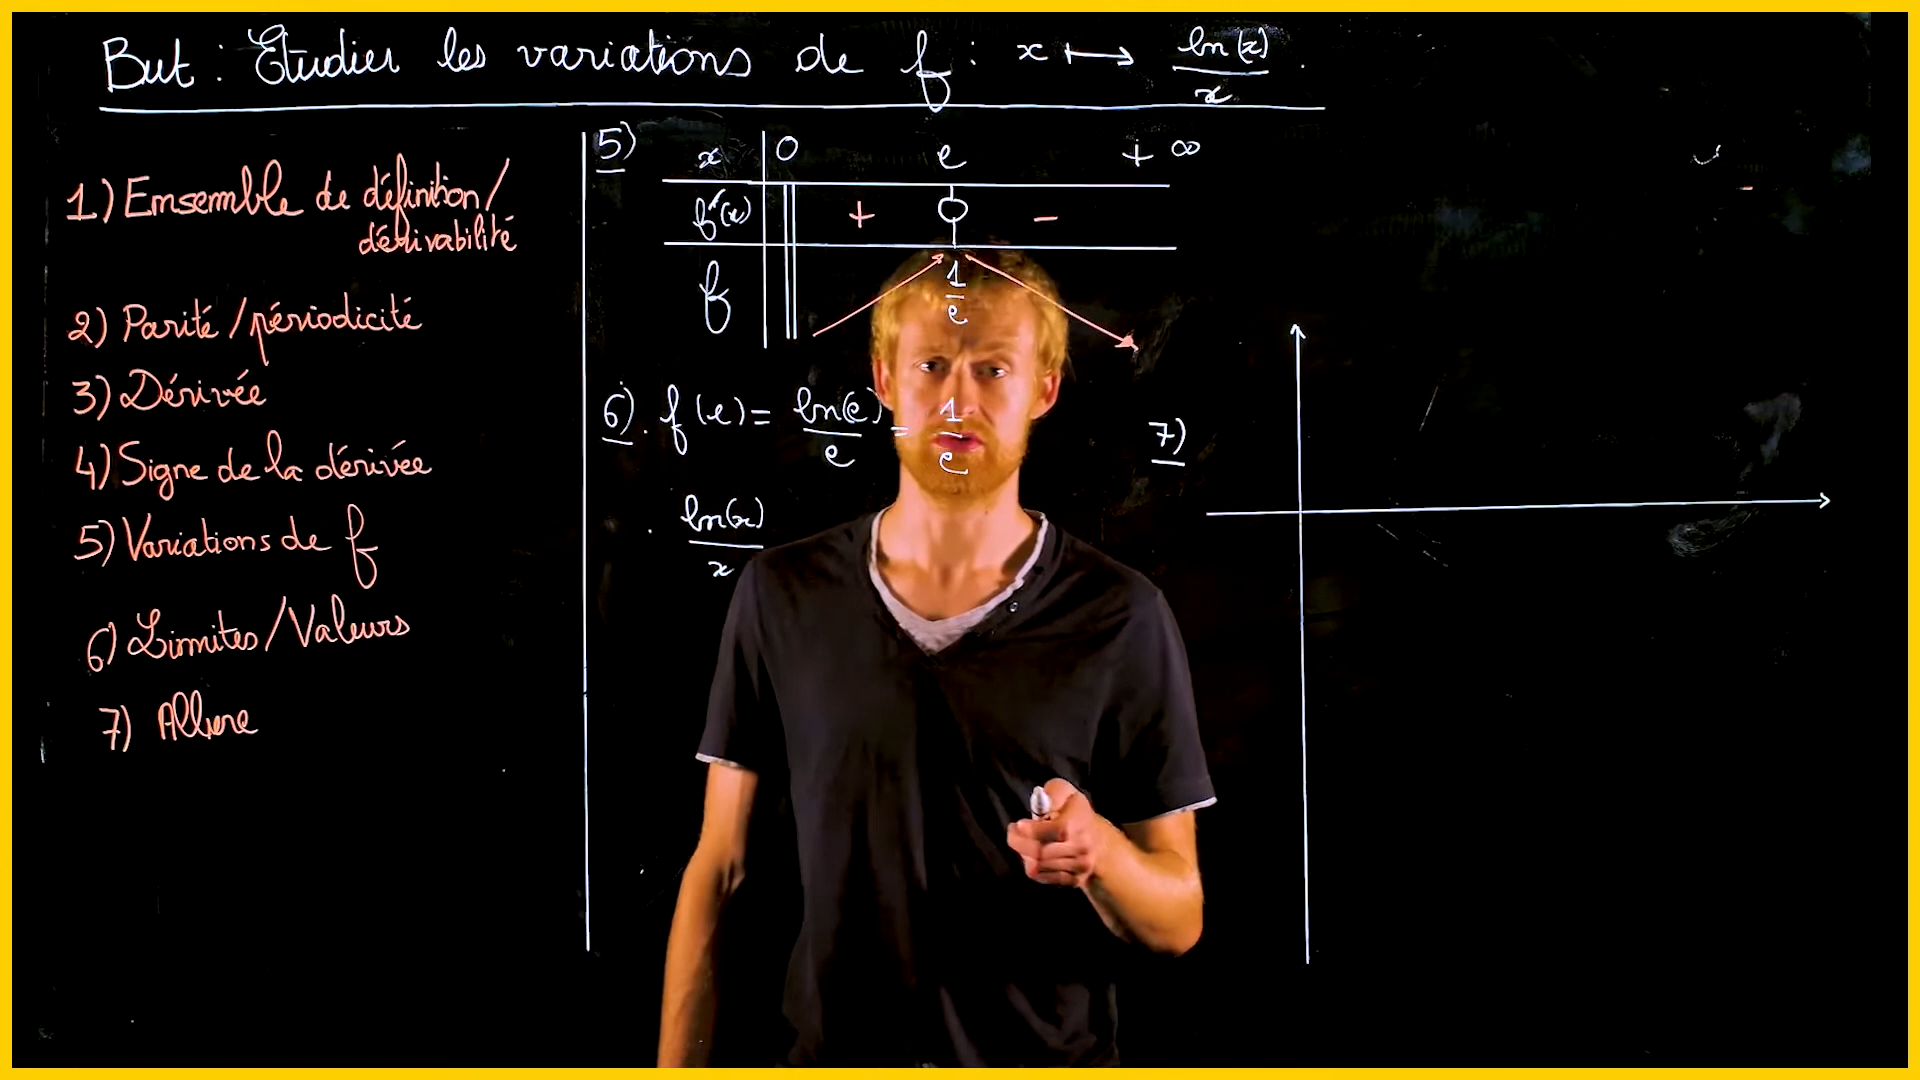 But : Etudier les variations de f : x ⟼ ln(x)/x .
1) Ensemble de définition/
dérivabilité
2) Parité/périodicité
3) Dérivée
4) Signe de la dérivée
5) Variations de f
6) Limites/Valeurs
7) Allure
5)
x 0 e +∞
f'(x) + 0 -
f 1/e
6) . f(e) = ln(e)/e = 1/e
. ln(x)/x
7)